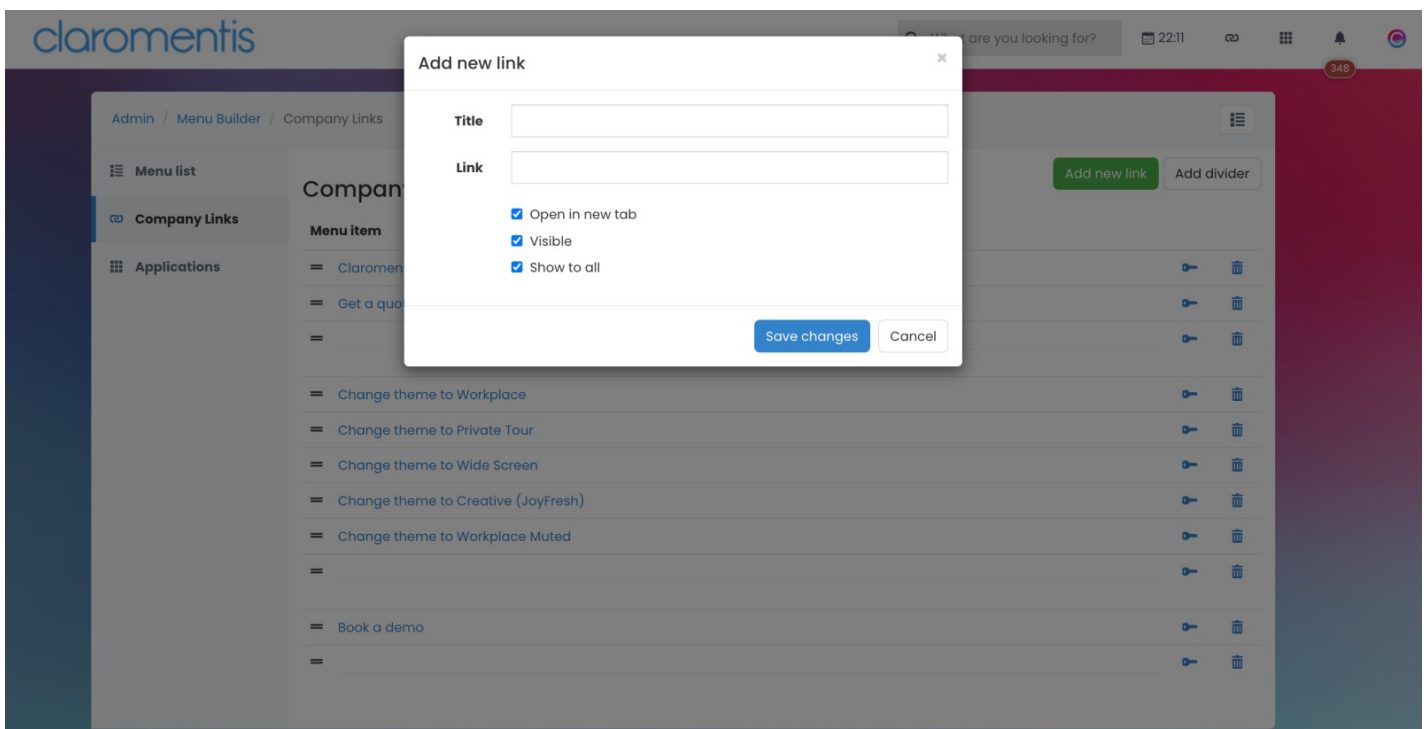 claromentis
are you looking for?
22:11
348
Add new link
×
Title
Link
Open in new tab
Visible
Show to all
Save changes
Cancel
Admin / Menu Builder / Company Links
Menu list
Company Links
Applications
Add new link
Add divider
Menu item
Get a
Change theme to Workplace
Change theme to Private Tour
Change theme to Wide Screen
Change theme to Creative (JoyFresh)
Change theme to Workplace Muted
Book a demo